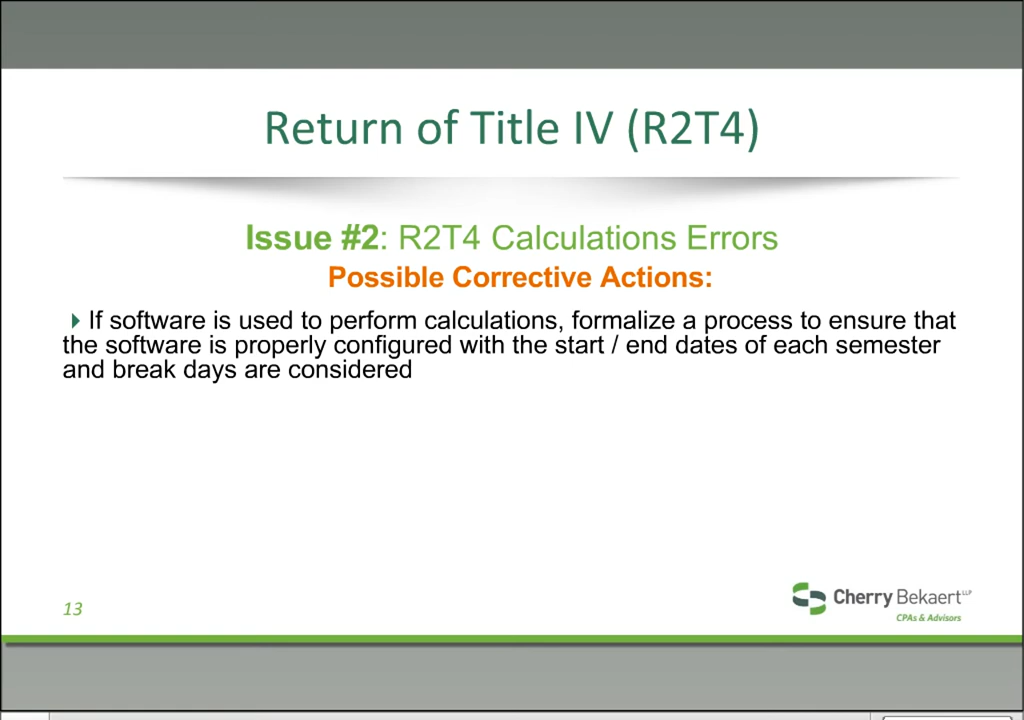 Return of Title IV (R2T4)
Issue #2: R2T4 Calculations Errors
Possible Corrective Actions:
If software is used to perform calculations, formalize a process to ensure that
the software is properly configured with the start / end dates of each semester
and break days are considered
13
Cherry Bekaert LLP
CPAs & Advisors